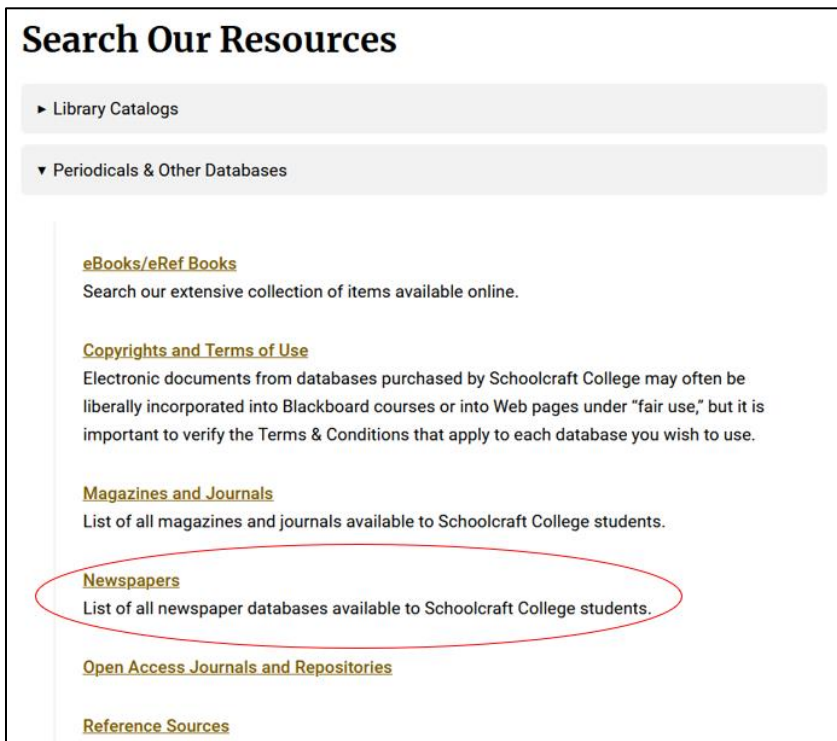 Search Our Resources
▸ Library Catalogs
▾ Periodicals & Other Databases
eBooks/eRef Books
Search our extensive collection of items available online.
Copyrights and Terms of Use
Electronic documents from databases purchased by Schoolcraft College may often be
liberally incorporated into Blackboard courses or into Web pages under “fair use,” but it is
important to verify the Terms & Conditions that apply to each database you wish to use.
Magazines and Journals
List of all magazines and journals available to Schoolcraft College students.
Newspapers
List of all newspaper databases available to Schoolcraft College students.
Open Access Journals and Repositories
Reference Sources